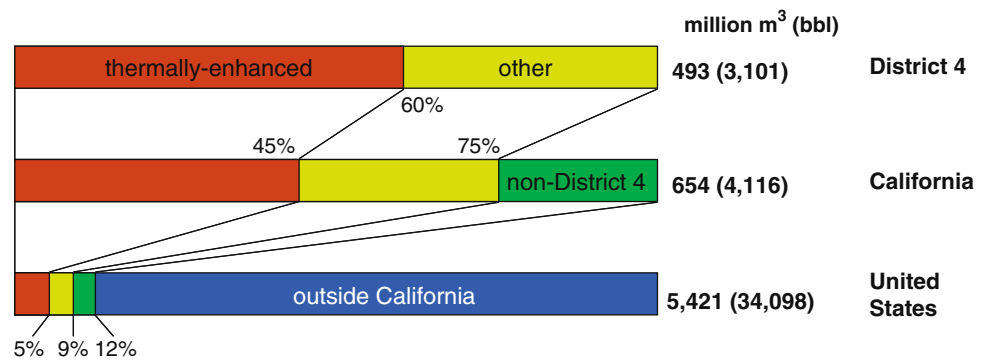 million m³ (bbl)
thermally-enhanced other 493 (3,101) District 4
60%
45% 75%
non-District 4 654 (4,116) California
outside California 5,421 (34,098) United
States
5% 9% 12%